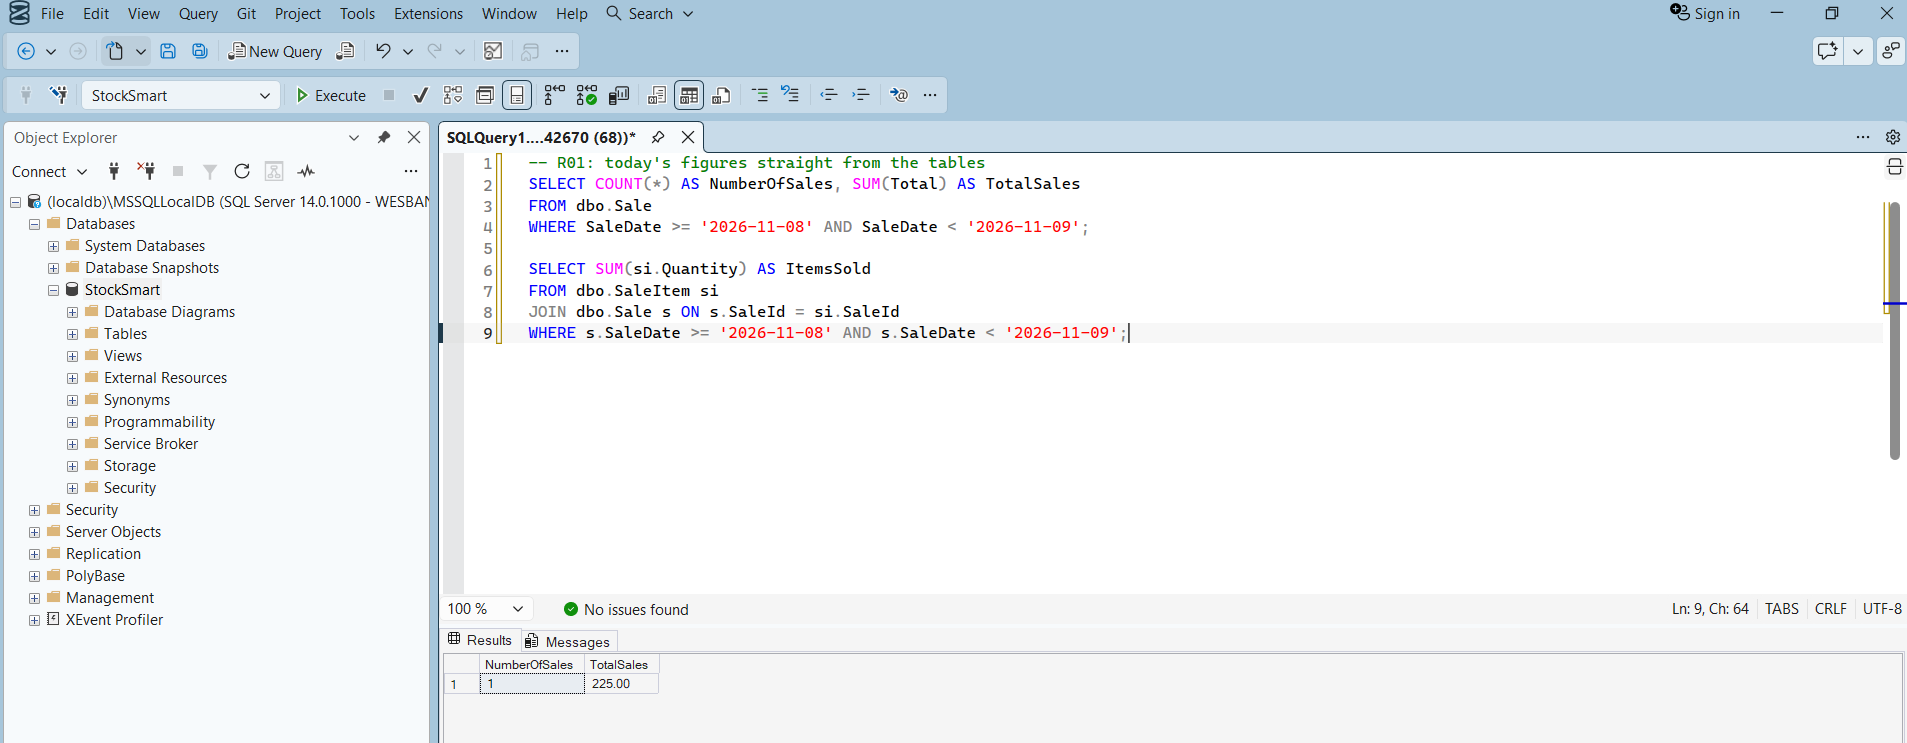 File Edit View Query Git Project Tools Extensions Window Help Search Sign in
New Query
StockSmart Execute
Object Explorer
Connect
(localdb)\MSSQLLocalDB (SQL Server 14.0.1000 - WESBAN
Databases
System Databases
Database Snapshots
StockSmart
Database Diagrams
Tables
Views
External Resources
Synonyms
Programmability
Service Broker
Storage
Security
Security
Server Objects
Replication
PolyBase
Management
XEvent Profiler
SQLQuery1....42670 (68))*
1 -- R01: today's figures straight from the tables
2 SELECT COUNT(*) AS NumberOfSales, SUM(Total) AS TotalSales
3 FROM dbo.Sale
4 WHERE SaleDate >= '2026-11-08' AND SaleDate < '2026-11-09';
5
6 SELECT SUM(si.Quantity) AS ItemsSold
7 FROM dbo.SaleItem si
8 JOIN dbo.Sale s ON s.SaleId = si.SaleId
9 WHERE s.SaleDate >= '2026-11-08' AND s.SaleDate < '2026-11-09';
100 % No issues found Ln: 9, Ch: 64 TABS CRLF UTF-8
Results Messages
NumberOfSales TotalSales
1 1 225.00